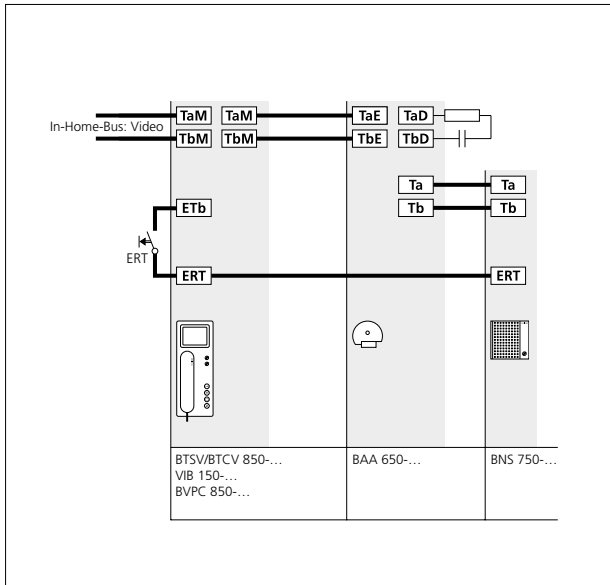 TaM TaM TaE TaD
In-Home-Bus: Video
TbM TbM TbE TbD
Ta Ta
ETb Tb Tb
ERT
ERT ERT
BTSV/BTCV 850-... BAA 650-... BNS 750-...
VIB 150-...
BVPC 850-...